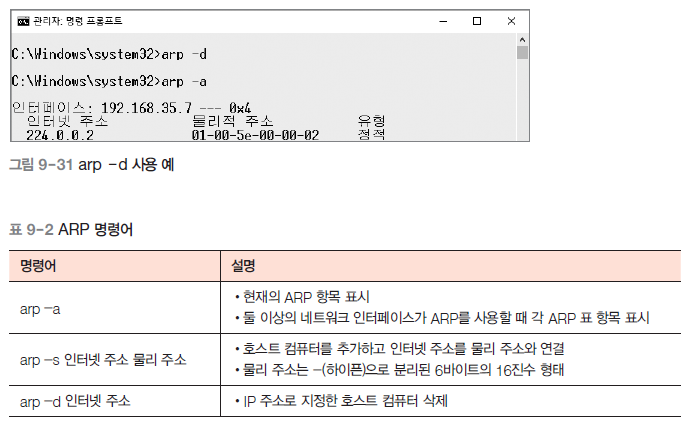 관리자: 명령 프롬프트
C:\Windows\system32>arp -d
C:\Windows\system32>arp -a
인터페이스: 192.168.35.7 --- 0x4
인터넷 주소 물리적 주소 유형
224.0.0.2 01-00-5e-00-00-02 정적
그림 9-31 arp -d 사용 예
표 9-2 ARP 명령어
명령어 설명
arp -a
• 현재의 ARP 항목 표시
• 둘 이상의 네트워크 인터페이스가 ARP를 사용할 때 각 ARP 표 항목 표시
arp -s 인터넷 주소 물리 주소
• 호스트 컴퓨터를 추가하고 인터넷 주소를 물리 주소와 연결
• 물리 주소는 -(하이픈)으로 분리된 6바이트의 16진수 형태
arp -d 인터넷 주소 • IP 주소로 지정한 호스트 컴퓨터 삭제